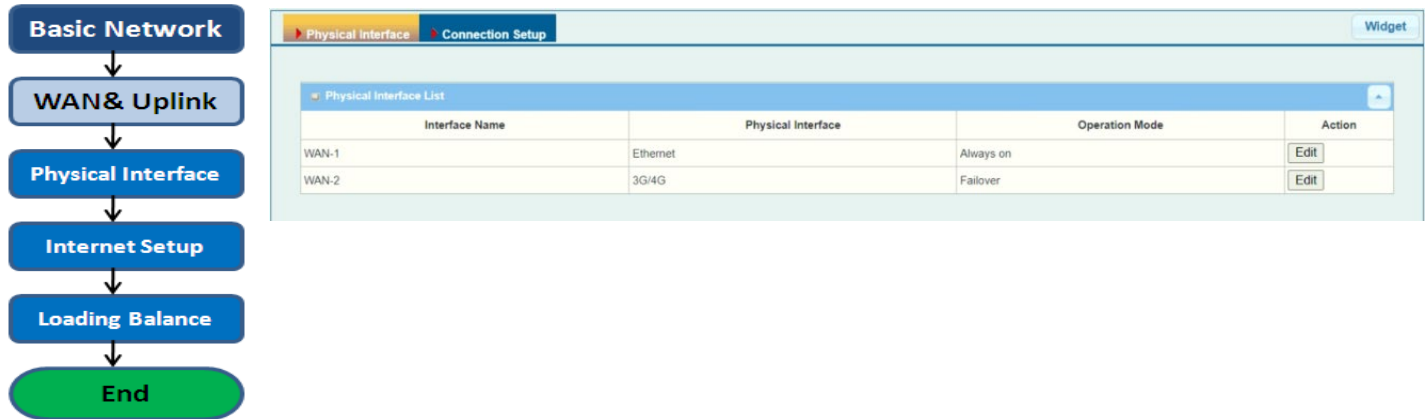 Basic Network
WAN& Uplink
Physical Interface
Internet Setup
Loading Balance
End
Physical Interface Connection Setup Widget
Physical Interface List
Interface Name Physical Interface Operation Mode Action
WAN-1 Ethernet Always on Edit
WAN-2 3G/4G Failover Edit